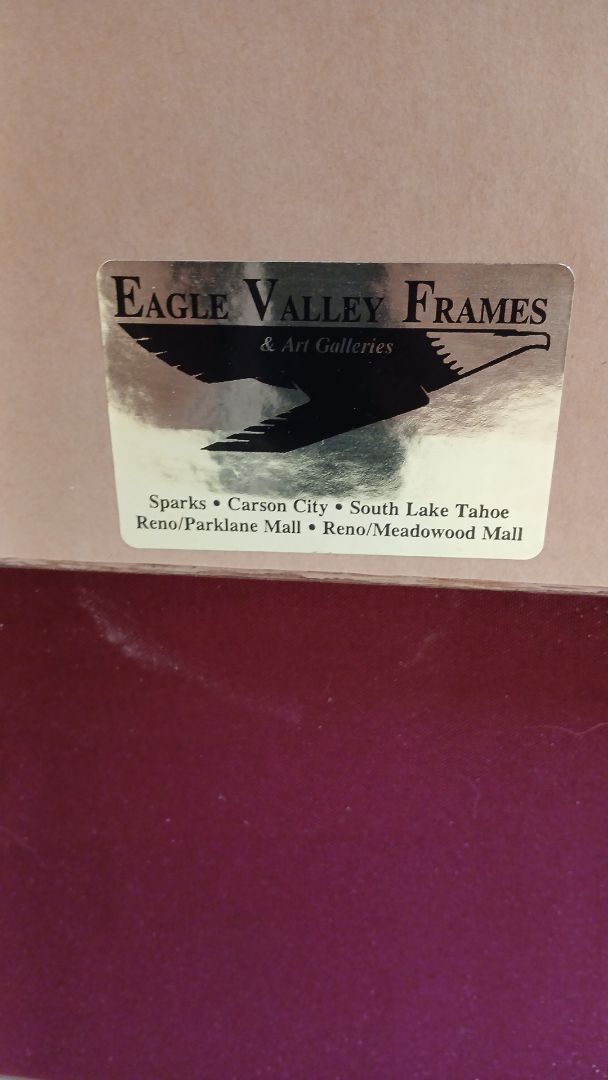 EAGLE VALLEY FRAMES
& Art Galleries
Sparks • Carson City • South Lake Tahoe
Reno/Parklane Mall • Reno/Meadowood Mall